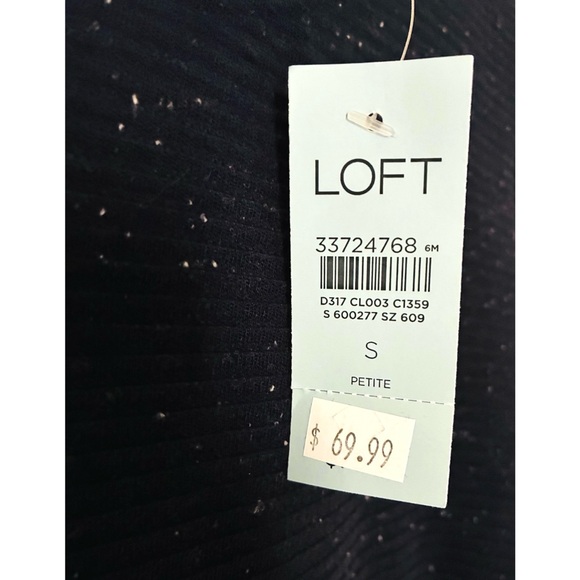 LOFT
33724768 6M
D317 CL003 C1359
S 600277 SZ 609
S
PETITE
$ 69.99